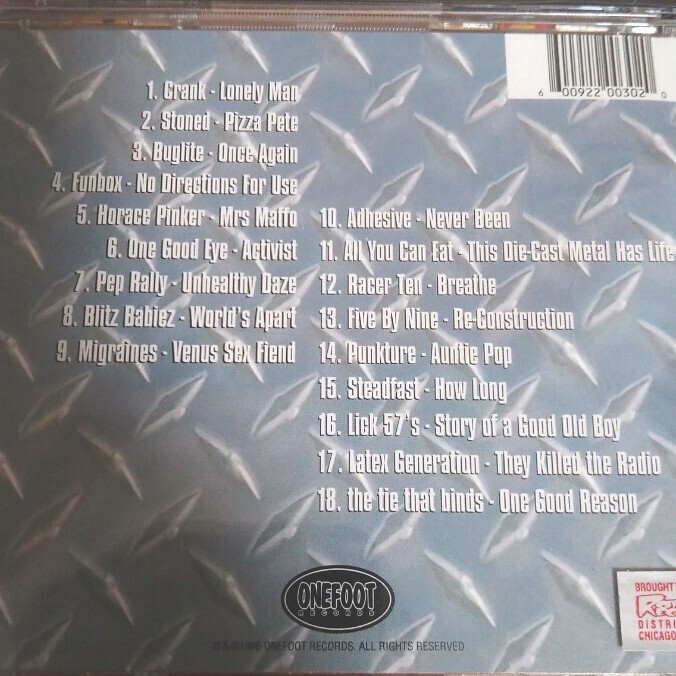 6 00922 00302 0
1. Crank - Lonely Man
2. Stoned - Pizza Pete
3. Buglite - Once Again
4. Funbox - No Directions For Use
5. Horace Pinker - Mrs Maffo
6. One Good Eye - Activist
7. Pep Rally - Unhealthy Daze
8. Blitz Babiez - World's Apart
9. Migraines - Venus Sex Fiend
10. Adhesive - Never Been
11. All You Can Eat - This Die-Cast Metal Has Life
12. Racer Ten - Breathe
13. Five By Nine - Re-Construction
14. Punkture - Auntie Pop
15. Steadfast - How Long
16. Lick 57's - Story of a Good Old Boy
17. Latex Generation - They Killed the Radio
18. the tie that binds - One Good Reason
ONEFOOT
RECORDS
ONEFOOT RECORDS. ALL RIGHTS RESERVED
BROUGHT
DISTRI
CHICAGO